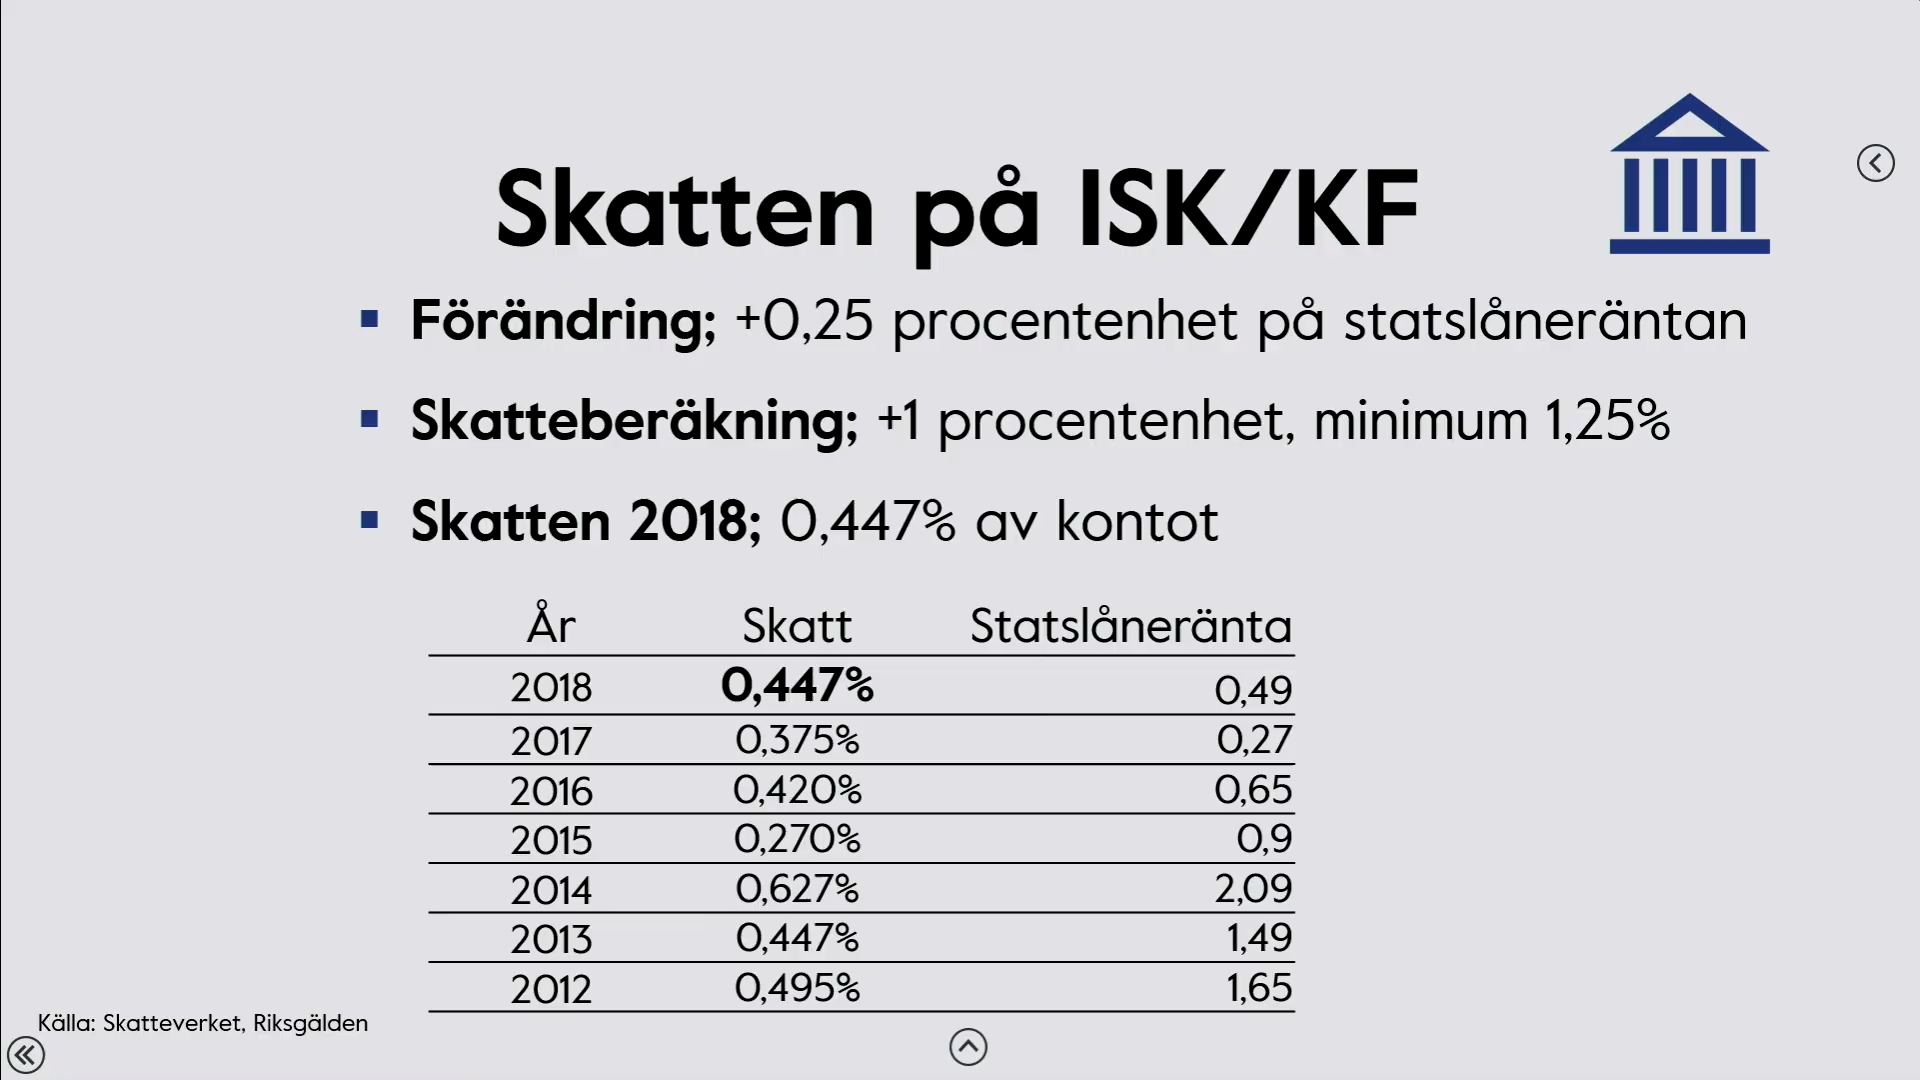 Skatten på ISK/KF
Förändring; +0,25 procentenhet på statslåneräntan
Skatteberäkning; +1 procentenhet, minimum 1,25%
Skatten 2018; 0,447% av kontot
År Skatt Statslåneränta
2018 0,447% 0,49
2017 0,375% 0,27
2016 0,420% 0,65
2015 0,270% 0,9
2014 0,627% 2,09
2013 0,447% 1,49
2012 0,495% 1,65
Källa: Skatteverket, Riksgälden